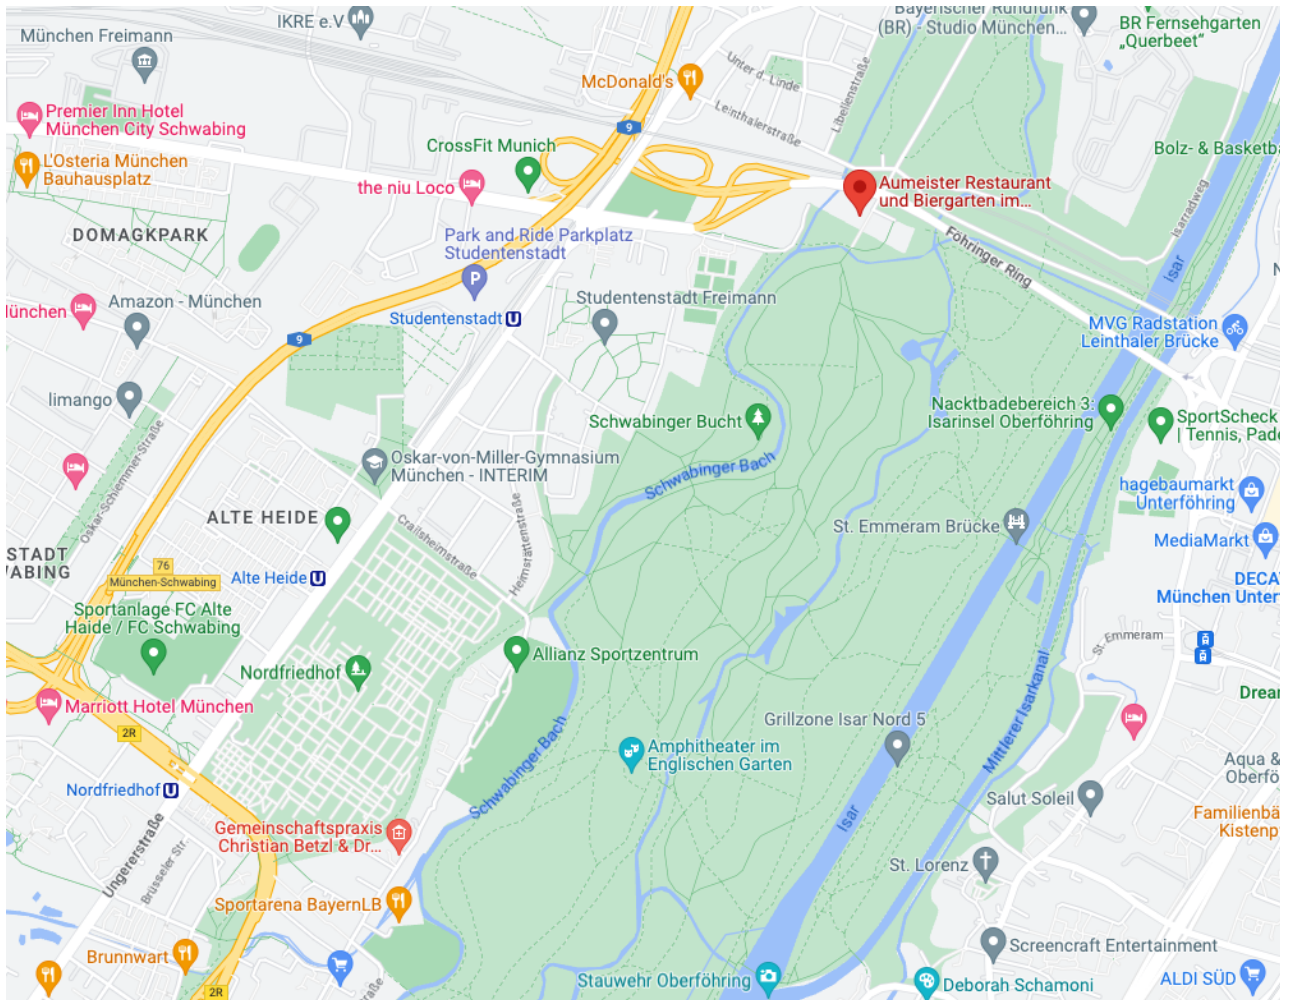 IKRE e.V
Bayerischer Rundfunk
(BR) - Studio München...
BR Fernsehgarten
„Querbeet“
München Freimann
McDonald's
Unter d. Linde
Leinthalerstraße
Libellenstraße
Premier Inn Hotel
München City Schwabing
9
CrossFit Munich
Bolz- & Basketba
L'Osteria München
Bauhausplatz
the niu Loco
Aumeister Restaurant
und Biergarten im...
Isarradweg
DOMAGKPARK
Park and Ride Parkplatz
Studentenstadt
P
Föhringer Ring
Isar
N
Amazon - München
lünchen
Studentenstadt Freimann
Studentenstadt U
MVG Radstation
Leinthaler Brücke
9
limango
Schwabinger Bucht
Nacktbadebereich 3:
Isarinsel Oberföhring
SportScheck
| Tennis, Pade
Oskar-Schlemmer-Straße
Oskar-von-Miller-Gymnasium
München - INTERIM
Schwabinger Bach
hagebaumarkt
Unterföhring
ALTE HEIDE
Crailsheimstraße
Heimstättenstraße
St. Emmeram Brücke
MediaMarkt
STADT
VABING
76
München-Schwabing
Alte Heide U
DECA
München Unter
Sportanlage FC Alte
Haide / FC Schwabing
St. Emmeram
Nordfriedhof
Allianz Sportzentrum
Marriott Hotel München
Drear
2R
Grillzone Isar Nord 5
Mittlerer Isarkanal
Schwabinger Bach
Amphitheater im
Englischen Garten
Aqua &
Oberfö
Nordfriedhof U
Isar
Salut Soleil
Familienbä
Kistenp
Ungererstraße
Brüsseler Str.
Gemeinschaftspraxis
Christian Betzl & Dr...
St. Lorenz
Sportarena BayernLB
Brunnwart
Screencraft Entertainment
2R
aße
Stauwehr Oberföhring
Deborah Schamoni
ALDI SÜD